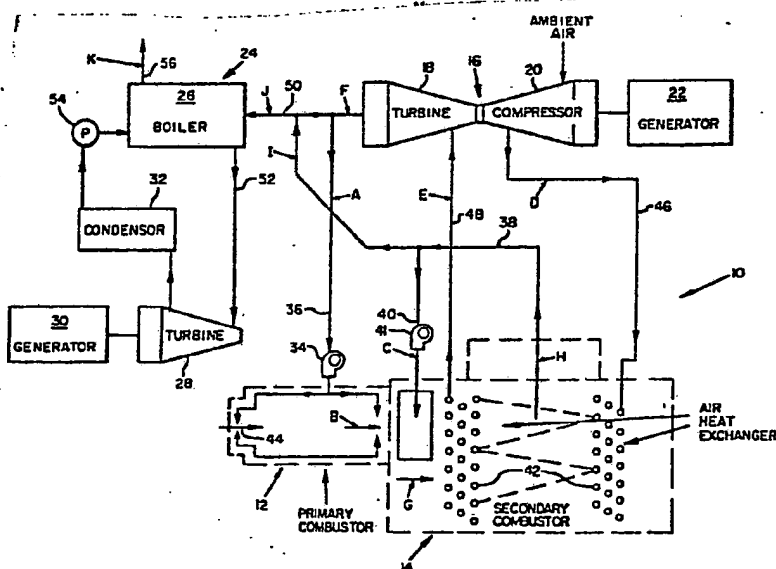 AMBIENT
AIR
K
56
24
18
16
20
26
BOILER
J
50
F
TURBINE
COMPRESSOR
22
GENERATOR
54
P
I
52
A
E
48
D
46
32
CONDENSOR
38
10
30
GENERATOR
TURBINE
28
36
40
41
34
C
H
44
B
AIR
HEAT
EXCHANGER
12
PRIMARY
COMBUSTOR
G
42
SECONDARY
COMBUSTOR
14